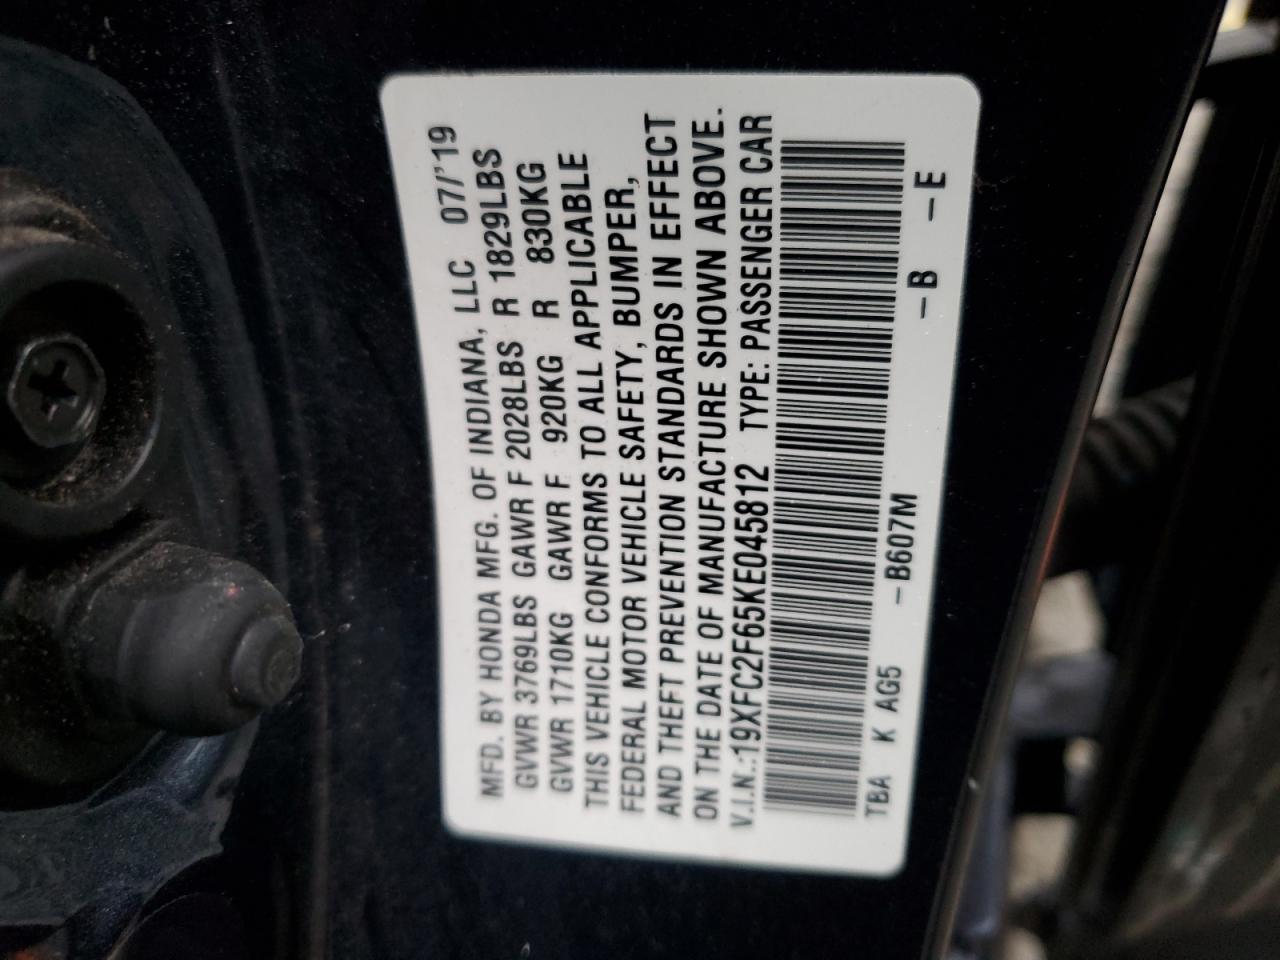 MFD. BY HONDA MFG. OF INDIANA, LLC 07/'19
GVWR 3769LBS GAWR F 2028LBS R 1829LBS
GVWR 1710KG GAWR F 920KG R 830KG
THIS VEHICLE CONFORMS TO ALL APPLICABLE
FEDERAL MOTOR VEHICLE SAFETY, BUMPER,
AND THEFT PREVENTION STANDARDS IN EFFECT
ON THE DATE OF MANUFACTURE SHOWN ABOVE.
V.I.N.:19XFC2F65KE045812 TYPE: PASSENGER CAR
TBA K AG5 –B607M –B –E